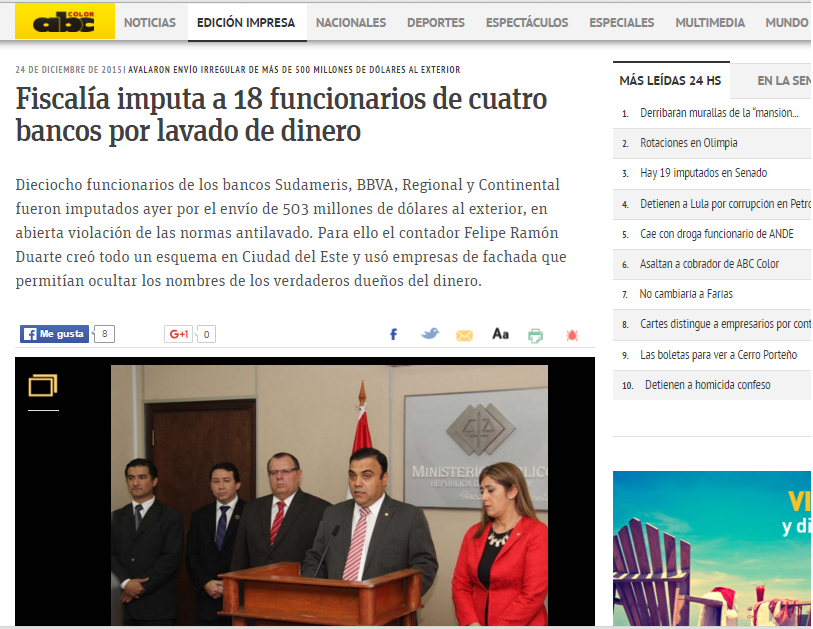 abc COLOR
NOTICIAS EDICIÓN IMPRESA NACIONALES DEPORTES ESPECTÁCULOS ESPECIALES MULTIMEDIA MUNDO
24 DE DICIEMBRE DE 2015 | AVALARON ENVÍO IRREGULAR DE MÁS DE 500 MILLONES DE DÓLARES AL EXTERIOR
Fiscalía imputa a 18 funcionarios de cuatro
bancos por lavado de dinero
Dieciocho funcionarios de los bancos Sudameris, BBVA, Regional y Continental
fueron imputados ayer por el envío de 503 millones de dólares al exterior, en
abierta violación de las normas antilavado. Para ello el contador Felipe Ramón
Duarte creó todo un esquema en Ciudad del Este y usó empresas de fachada que
permitían ocultar los nombres de los verdaderos dueños del dinero.
Me gusta 8 G+1 0 Aa
MINISTERIO PÚBLICO
REPÚBLICA D
MÁS LEÍDAS 24 HS EN LA SEN
1. Derribarán murallas de la “mansión...
2. Rotaciones en Olimpia
3. Hay 19 imputados en Senado
4. Detienen a Lula por corrupción en Petro
5. Cae con droga funcionario de ANDE
6. Asaltan a cobrador de ABC Color
7. No cambiaría a Farías
8. Cartes distingue a empresarios por cont
9. Las boletas para ver a Cerro Porteño
10. Detienen a homicida confeso
VI
y di